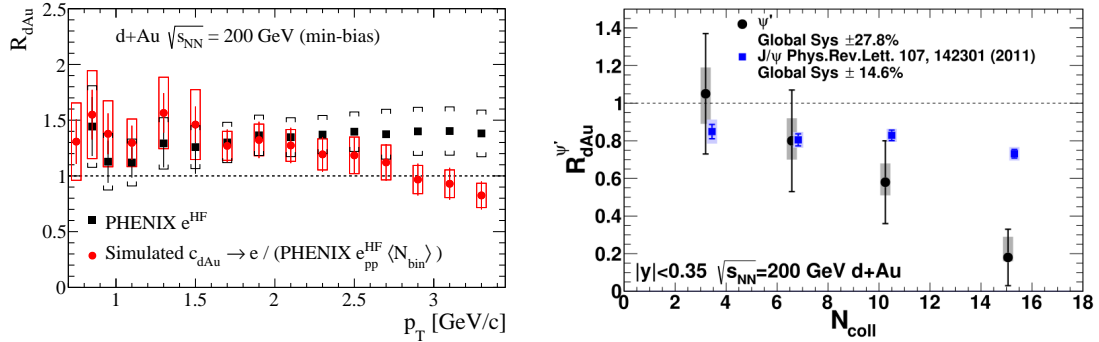 R_dAu
2.5
2
1.5
1
0.5
0
d+Au √s_NN = 200 GeV (min-bias)
PHENIX e^HF
Simulated c_dAu → e / (PHENIX e^HF_pp ⟨N_bin⟩)
1 1.5 2 2.5 3 3.5
p_T [GeV/c]
R^ψ'_dAu
1.4
1.2
1
0.8
0.6
0.4
0.2
0
ψ'
Global Sys ±27.8%
J/ψ Phys.Rev.Lett. 107, 142301 (2011)
Global Sys ± 14.6%
|y|<0.35 √s_NN=200 GeV d+Au
0 2 4 6 8 10 12 14 16 18
N_coll